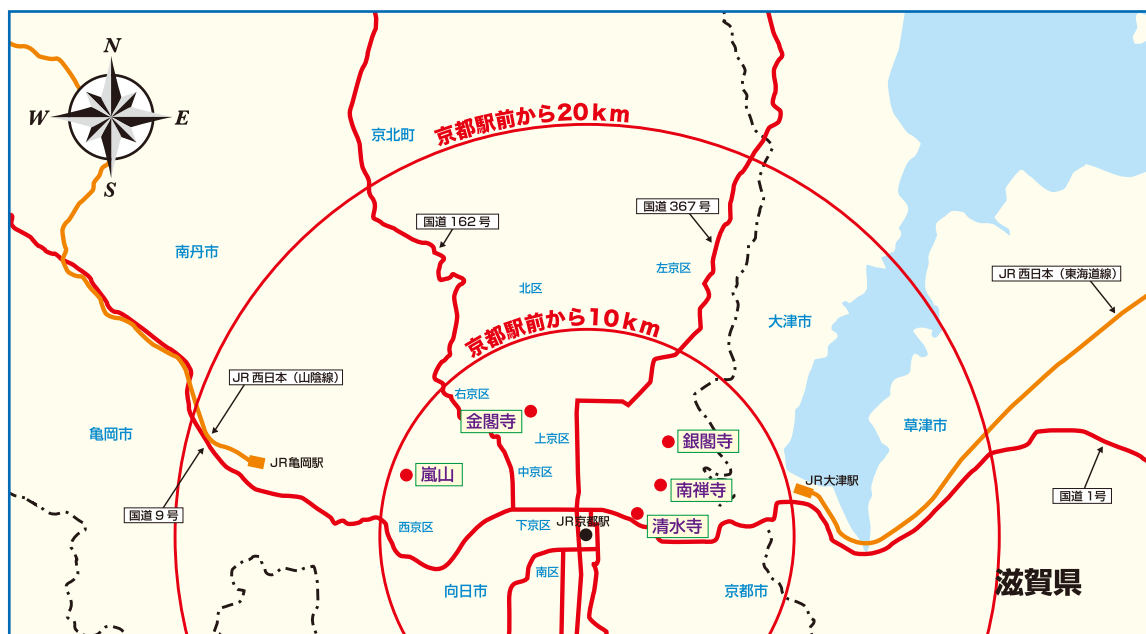 N
W
E
S
京都駅前から20km
京北町
国道162号
国道367号
南丹市
左京区
JR西日本（東海道線）
北区
京都駅前から10km
大津市
JR西日本（山陰線）
右京区
金閣寺
上京区
銀閣寺
草津市
亀岡市
JR亀岡駅
嵐山
中京区
JR大津駅
南禅寺
国道1号
国道9号
西京区
下京区
JR京都駅
清水寺
南区
向日市
京都市
滋賀県